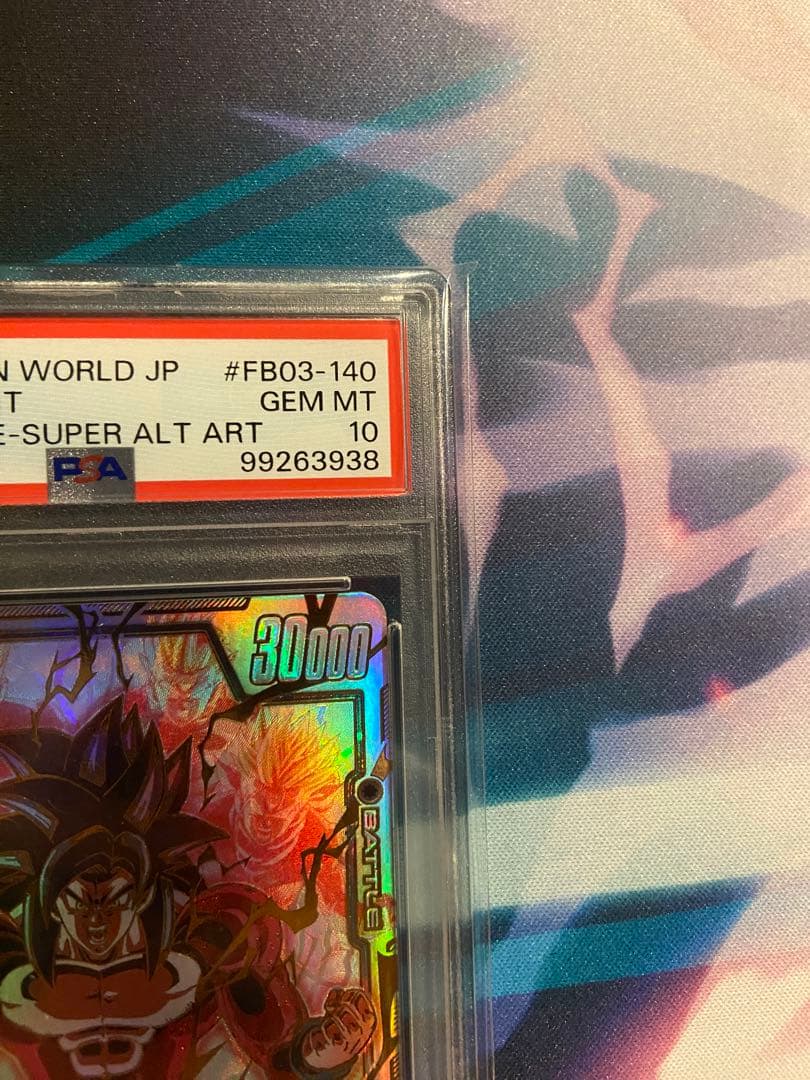 N WORLD JP #FB03-140
T GEM MT
E-SUPER ALT ART 10
PSA 99263938
30000
BATTLE